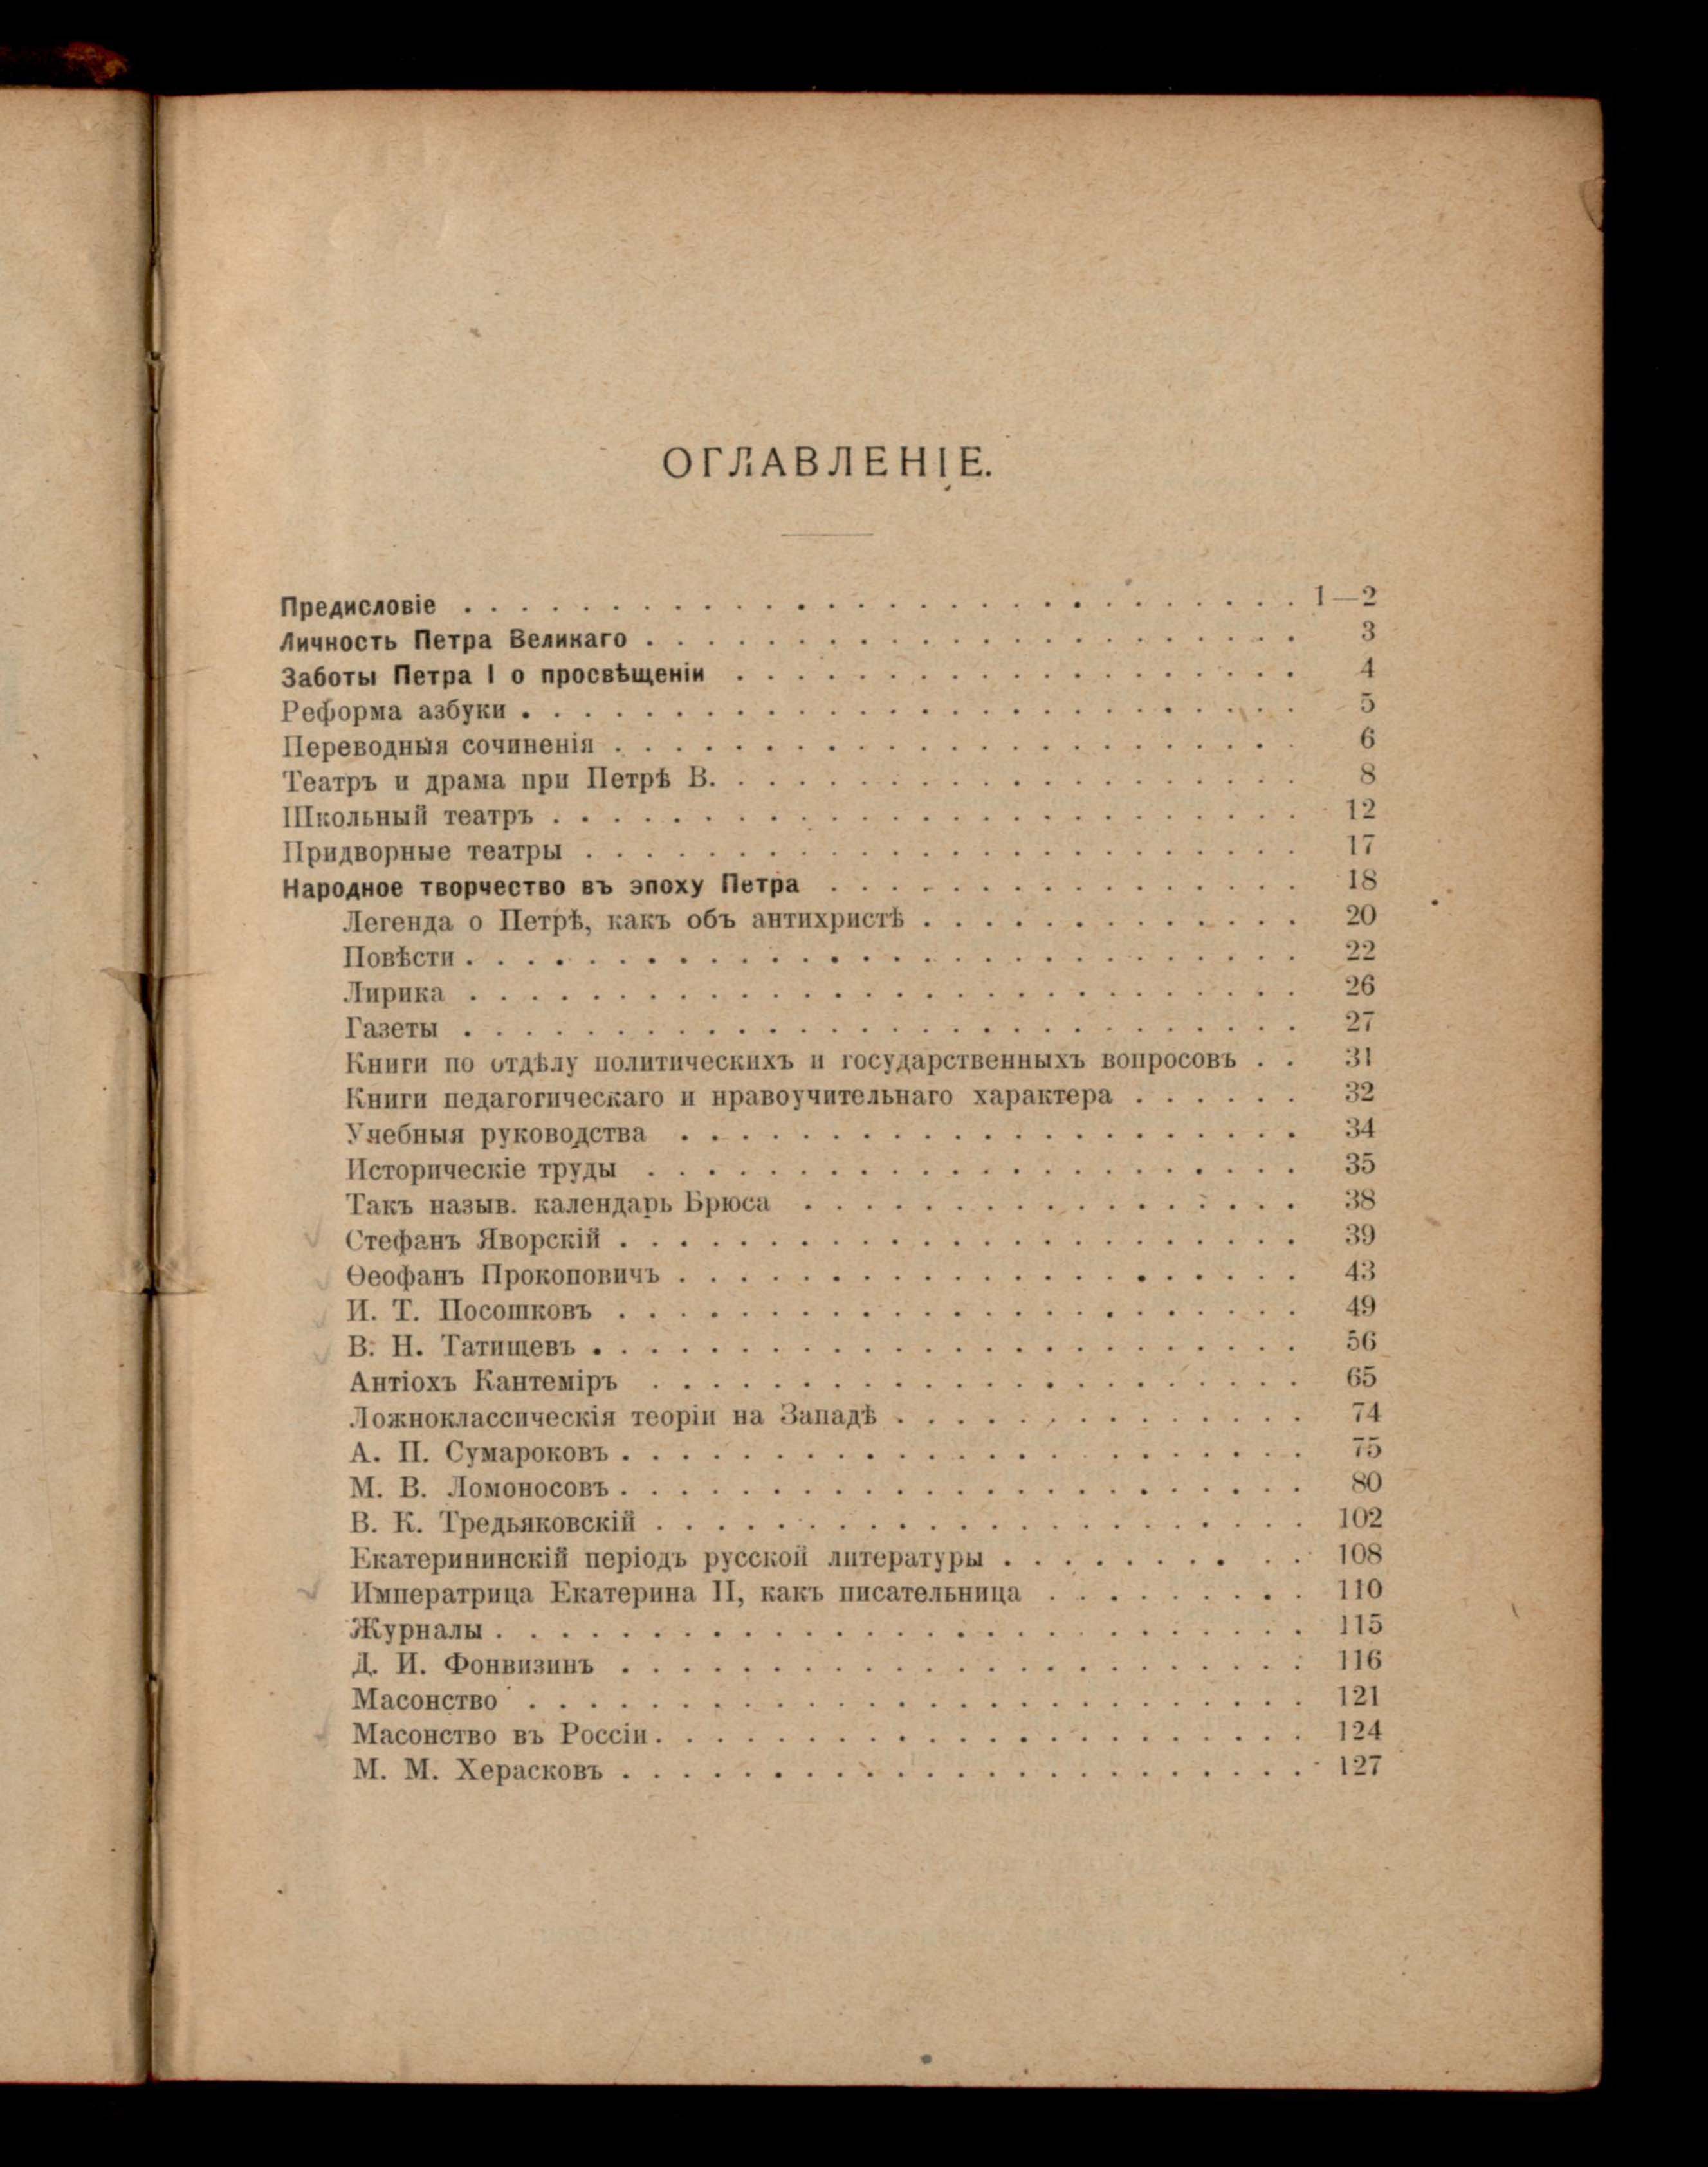 ОГЛАВЛЕНІЕ.
Предисловіе . . . . . . . . . . . . . . . . . . . . . . . . . . . . 1—2
Личность Петра Великаго . . . . . . . . . . . . . . . . . . . . . . 3
Заботы Петра I о просвѣщеніи . . . . . . . . . . . . . . . . . . . 4
Реформа азбуки . . . . . . . . . . . . . . . . . . . . . . . . . . 5
Переводныя сочиненія . . . . . . . . . . . . . . . . . . . . . . . 6
Театръ и драма при Петрѣ В. . . . . . . . . . . . . . . . . . . . . 8
Школьный театръ . . . . . . . . . . . . . . . . . . . . . . . . . 12
Придворные театры . . . . . . . . . . . . . . . . . . . . . . . . 17
Народное творчество въ эпоху Петра . . . . . . . . . . . . . . . . 18
Легенда о Петрѣ, какъ объ антихристѣ . . . . . . . . . . . . . 20
Повѣсти . . . . . . . . . . . . . . . . . . . . . . . . . . . . 22
Лирика . . . . . . . . . . . . . . . . . . . . . . . . . . . . 26
Газеты . . . . . . . . . . . . . . . . . . . . . . . . . . . . 27
Книги по отдѣлу политическихъ и государственныхъ вопросовъ . . 31
Книги педагогическаго и нравоучительнаго характера . . . . . . 32
Учебныя руководства . . . . . . . . . . . . . . . . . . . . . 34
Историческіе труды . . . . . . . . . . . . . . . . . . . . . . 35
Такъ назыв. календарь Брюса . . . . . . . . . . . . . . . . . 38
Стефанъ Яворскій . . . . . . . . . . . . . . . . . . . . . . . 39
Ѳеофанъ Прокоповичъ . . . . . . . . . . . . . . . . . . . . . 43
И. Т. Посошковъ . . . . . . . . . . . . . . . . . . . . . . . 49
В. Н. Татищевъ . . . . . . . . . . . . . . . . . . . . . . . . 56
Антіохъ Кантеміръ . . . . . . . . . . . . . . . . . . . . . . 65
Ложноклассическія теоріи на Западѣ . . . . . . . . . . . . . . 74
А. П. Сумароковъ . . . . . . . . . . . . . . . . . . . . . . . 75
М. В. Ломоносовъ . . . . . . . . . . . . . . . . . . . . . . . 80
В. К. Тредьяковскій . . . . . . . . . . . . . . . . . . . . . . 102
Екатерининскій періодъ русской литературы . . . . . . . . . . . 108
Императрица Екатерина II, какъ писательница . . . . . . . . . 110
Журналы . . . . . . . . . . . . . . . . . . . . . . . . . . . 115
Д. И. Фонвизинъ . . . . . . . . . . . . . . . . . . . . . . . 116
Масонство . . . . . . . . . . . . . . . . . . . . . . . . . . 121
Масонство въ Россіи . . . . . . . . . . . . . . . . . . . . . . 124
М. М. Херасковъ . . . . . . . . . . . . . . . . . . . . . . . 127